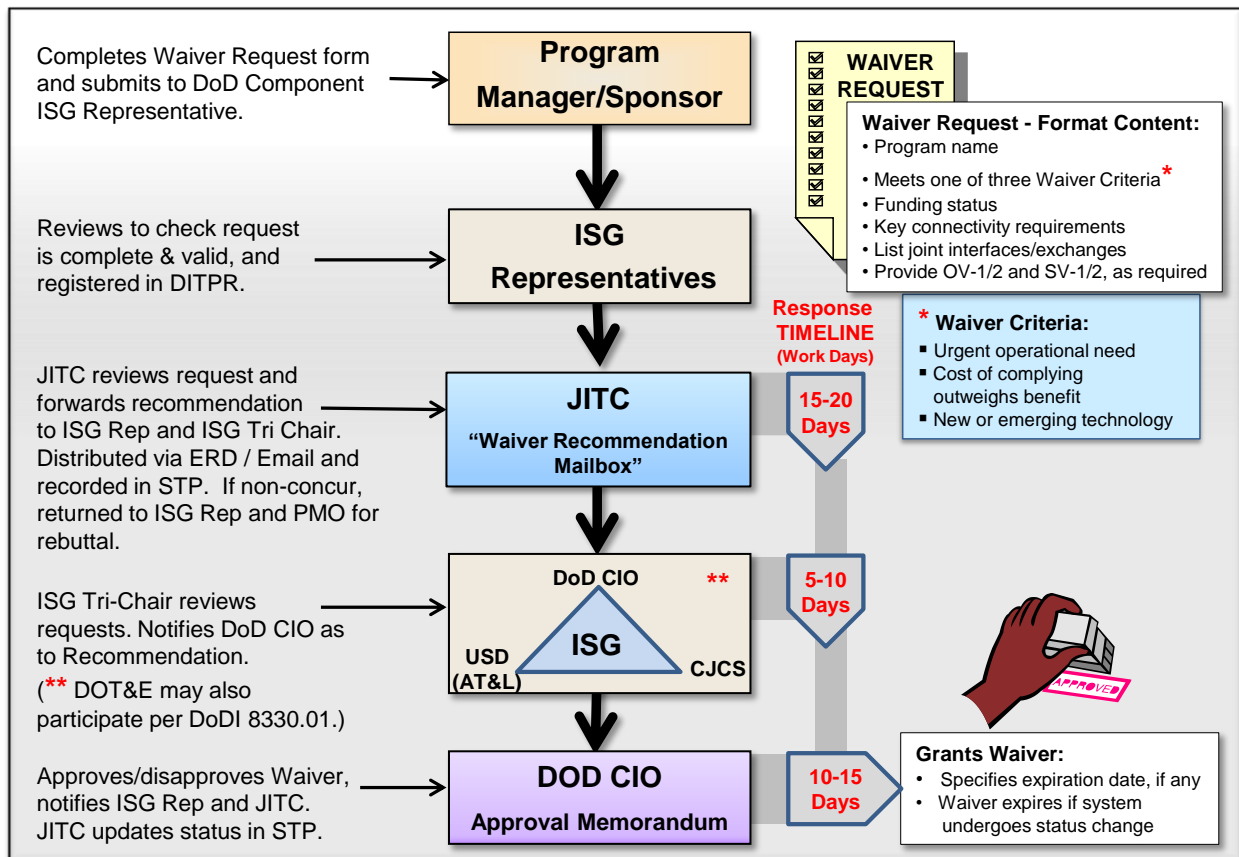 Completes Waiver Request form
and submits to DoD Component
ISG Representative.
Program
Manager/Sponsor
WAIVER
REQUEST
Waiver Request - Format Content:
• Program name
• Meets one of three Waiver Criteria*
• Funding status
• Key connectivity requirements
• List joint interfaces/exchanges
• Provide OV-1/2 and SV-1/2, as required
Reviews to check request
is complete & valid, and
registered in DITPR.
ISG
Representatives
Response
TIMELINE
(Work Days)
* Waiver Criteria:
▪ Urgent operational need
▪ Cost of complying
outweighs benefit
▪ New or emerging technology
JITC reviews request and
forwards recommendation
to ISG Rep and ISG Tri Chair.
Distributed via ERD / Email and
recorded in STP.  If non-concur,
returned to ISG Rep and PMO for
rebuttal.
JITC
“Waiver Recommendation
Mailbox”
15-20
Days
ISG Tri-Chair reviews
requests. Notifies DoD CIO as
to Recommendation.
(** DOT&E may also
participate per DoDI 8330.01.)
DoD CIO
**
ISG
USD
(AT&L)
CJCS
5-10
Days
APPROVED
Approves/disapproves Waiver,
notifies ISG Rep and JITC.
JITC updates status in STP.
DOD CIO
Approval Memorandum
10-15
Days
Grants Waiver:
• Specifies expiration date, if any
• Waiver expires if system
undergoes status change